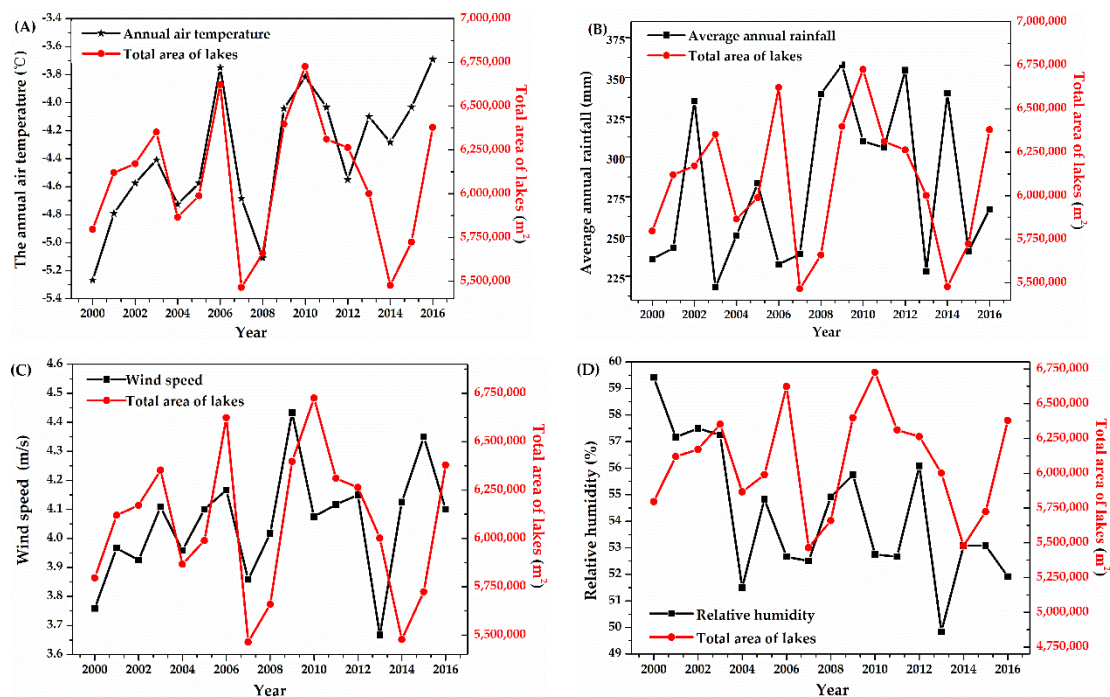 (A)
Annual air temperature
Total area of lakes
The annual air rature (℃)
-3.4
-3.6
-3.8
-4.0
-4.2
-4.4
-4.6
-4.8
-5.0
-5.2
-5.4
7,000,000
6,750,000
6,500,000
6,250,000
6,000,000
5,750,000
5,500,000
Total area of lakes (m²)
2000 2002 2004 2006 2008 2010 2012 2014 2016
Year
(B)
Average annual rainfall
Total area of lakes
Average annual rainfall (mm)
375
350
325
300
275
250
225
7,000,000
6,750,000
6,500,000
6,250,000
6,000,000
5,750,000
5,500,000
Total area of lakes (m²)
2000 2002 2004 2006 2008 2010 2012 2014 2016
Year
(C)
Wind speed
Total area of lakes
Wind speed (m/s)
4.6
4.5
4.4
4.3
4.2
4.1
4.0
3.9
3.8
3.7
3.6
6,750,000
6,500,000
6,250,000
6,000,000
5,750,000
5,500,000
Total area of lakes (m²)
2000 2002 2004 2006 2008 2010 2012 2014 2016
Year
(D)
Relative humidity
Total area of lakes
Relative humidity (%)
60
59
58
57
56
55
54
53
52
51
50
49
6,750,000
6,500,000
6,250,000
6,000,000
5,750,000
5,500,000
5,250,000
5,000,000
4,750,000
Total area of lakes (m²)
2000 2002 2004 2006 2008 2010 2012 2014 2016
Year